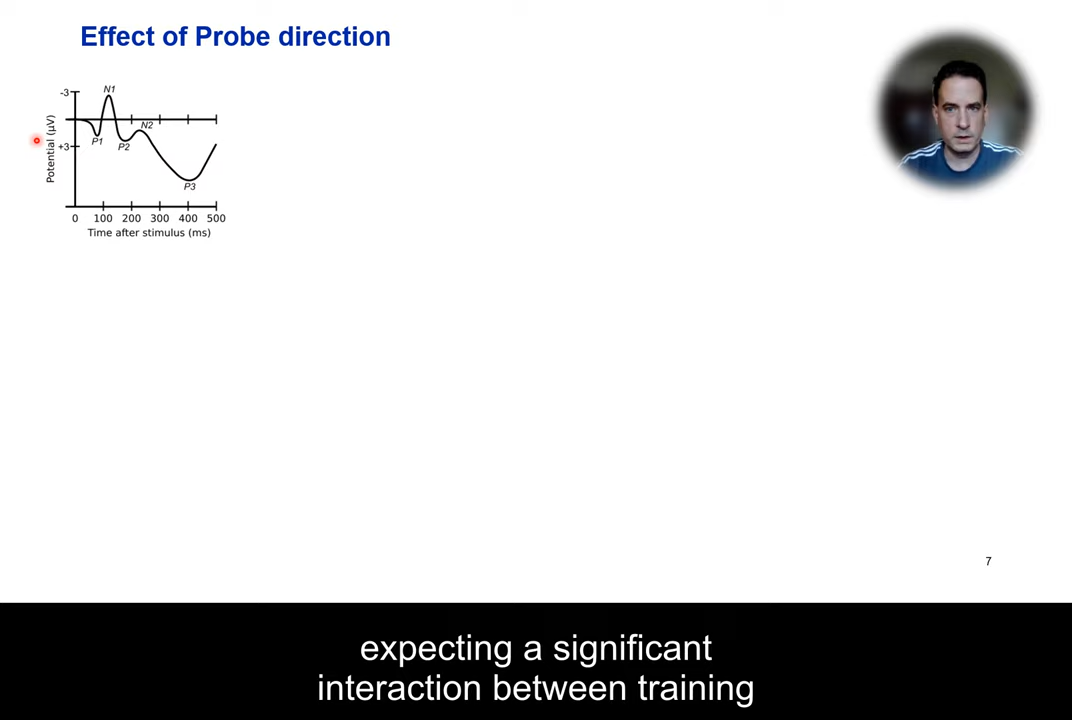 Effect of Probe direction
-3
N1
N2
Potential (µV)
+3
P1
P2
P3
0 100 200 300 400 500
Time after stimulus (ms)
7
expecting a significant
interaction between training